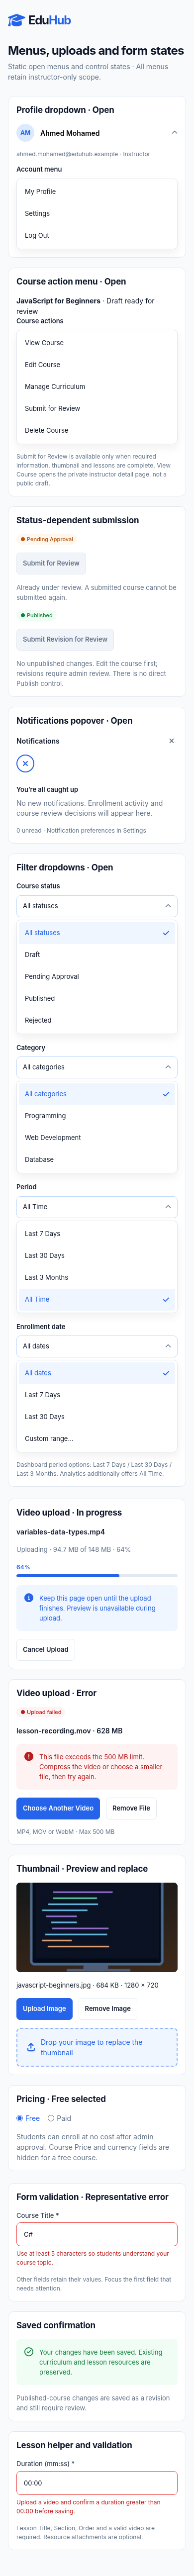 EduHub
Menus, uploads and form states
Static open menus and control states · All menus
retain instructor-only scope.
Profile dropdown · Open
AM
Ahmed Mohamed
ahmed.mohamed@eduhub.example · Instructor
Account menu
My Profile
Settings
Log Out
Course action menu · Open
JavaScript for Beginners · Draft ready for
review
Course actions
View Course
Edit Course
Manage Curriculum
Submit for Review
Delete Course
Submit for Review is available only when required
information, thumbnail and lessons are complete. View
Course opens the private instructor detail page, not a
public draft.
Status-dependent submission
Pending Approval
Submit for Review
Already under review. A submitted course cannot be
submitted again.
Published
Submit Revision for Review
No unpublished changes. Edit the course first;
revisions require admin review. There is no direct
Publish control.
Notifications popover · Open
Notifications
You're all caught up
No new notifications. Enrollment activity and
course review decisions will appear here.
0 unread · Notification preferences in Settings
Filter dropdowns · Open
Course status
All statuses
All statuses
Draft
Pending Approval
Published
Rejected
Category
All categories
All categories
Programming
Web Development
Database
Period
All Time
Last 7 Days
Last 30 Days
Last 3 Months
All Time
Enrollment date
All dates
All dates
Last 7 Days
Last 30 Days
Custom range...
Dashboard period options: Last 7 Days / Last 30 Days /
Last 3 Months. Analytics additionally offers All Time.
Video upload · In progress
variables-data-types.mp4
Uploading · 94.7 MB of 148 MB · 64%
64%
Keep this page open until the upload
finishes. Preview is unavailable during
upload.
Cancel Upload
Video upload · Error
Upload failed
lesson-recording.mov · 628 MB
This file exceeds the 500 MB limit.
Compress the video or choose a smaller
file, then try again.
Choose Another Video
Remove File
MP4, MOV or WebM · Max 500 MB
Thumbnail · Preview and replace
javascript-beginners.jpg · 684 KB · 1280 × 720
Upload Image
Remove Image
Drop your image to replace the
thumbnail
Pricing · Free selected
Free
Paid
Students can enroll at no cost after admin
approval. Course Price and currency fields are
hidden for a free course.
Form validation · Representative error
Course Title *
C#
Use at least 5 characters so students understand your
course topic.
Other fields retain their values. Focus the first field that
needs attention.
Saved confirmation
Your changes have been saved. Existing
curriculum and lesson resources are
preserved.
Published-course changes are saved as a revision
and still require review.
Lesson helper and validation
Duration (mm:ss) *
00:00
Upload a video and confirm a duration greater than
00:00 before saving.
Lesson Title, Section, Order and a valid video are
required. Resource attachments are optional.